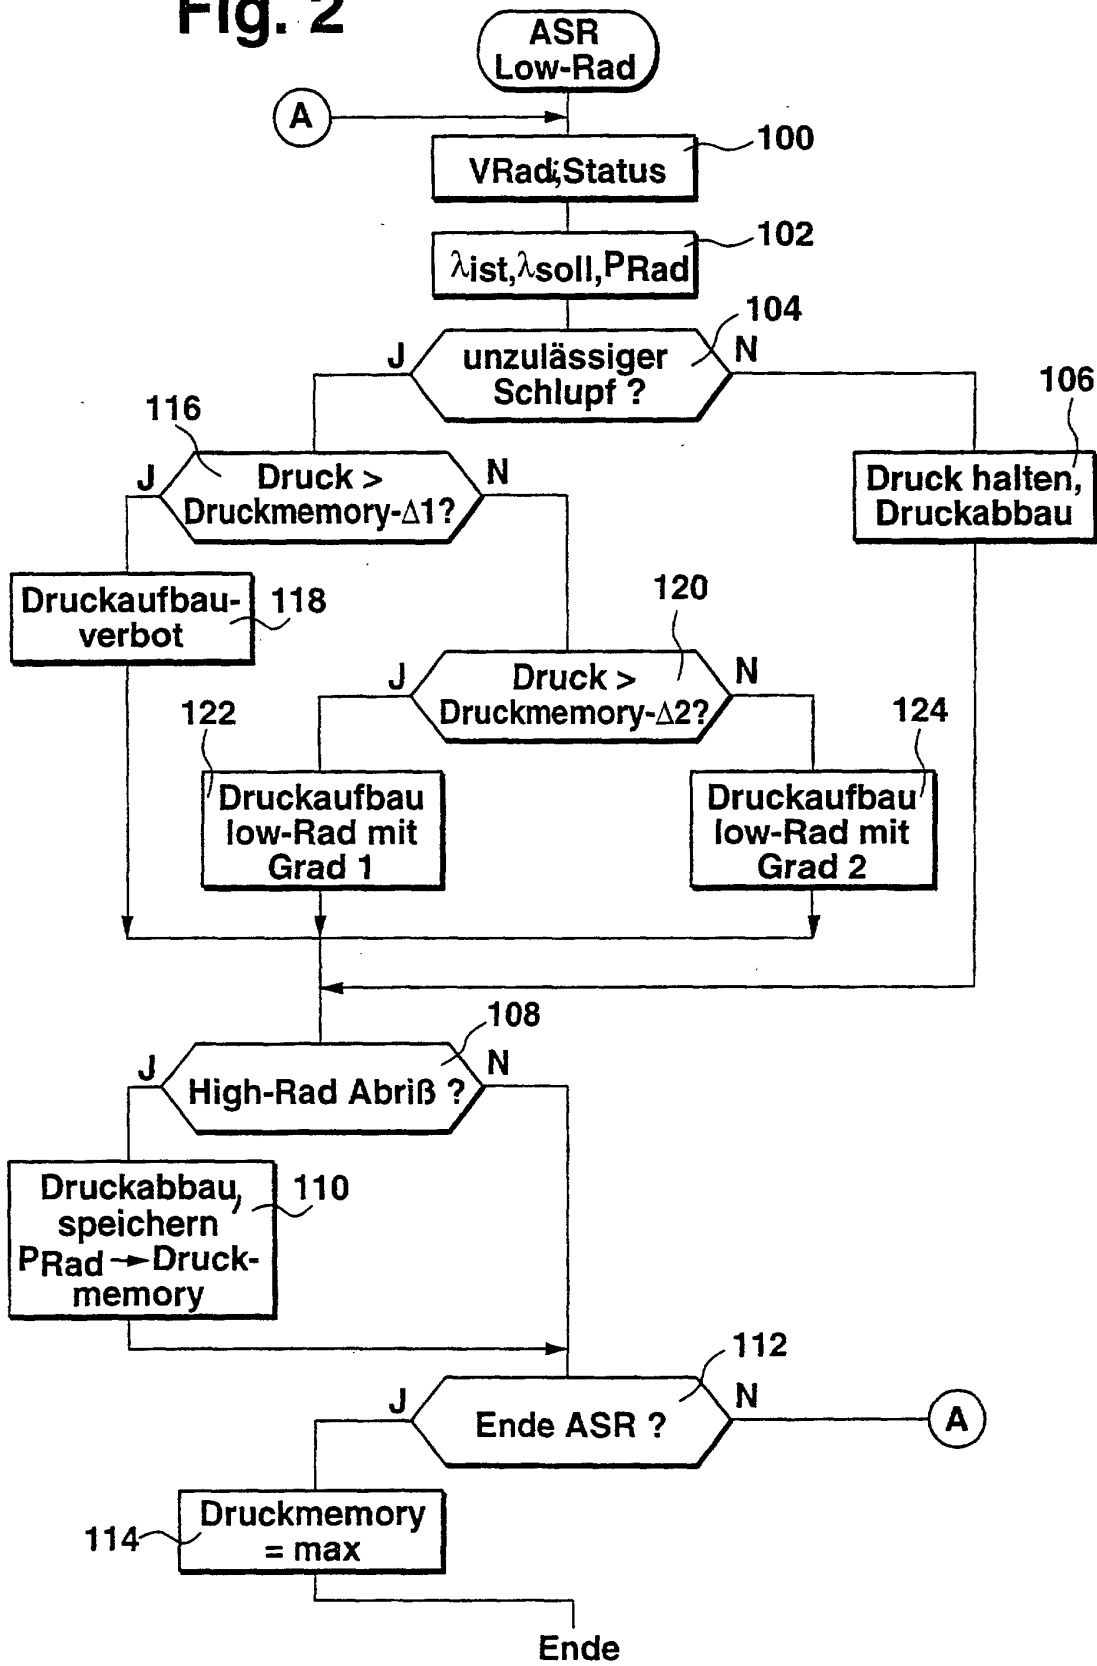 Fig. 2
ASR
Low-Rad
A
100
VRadi;Status
102
λist,λsoll,PRad
104
J
unzulässiger
Schlupf ?
N
106
Druck halten,
Druckabbau
116
J
Druck >
Druckmemory-Δ1?
N
Druckaufbau-
verbot
118
120
J
Druck >
Druckmemory-Δ2?
N
122
Druckaufbau
low-Rad mit
Grad 1
124
Druckaufbau
low-Rad mit
Grad 2
108
J
High-Rad Abriß ?
N
Druckabbau,
speichern
PRad → Druck-
memory
110
112
J
Ende ASR ?
N
A
114
Druckmemory
= max
Ende